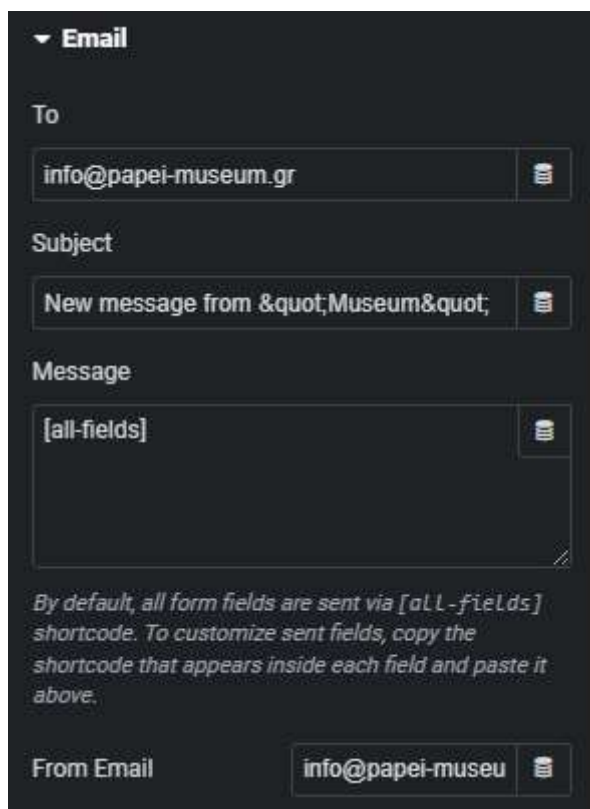 Email
To
info@papei-museum.gr
Subject
New message from &quot;Museum&quot;
Message
[all-fields]
By default, all form fields are sent via [all-fields]
shortcode. To customize sent fields, copy the
shortcode that appears inside each field and paste it
above.
From Email info@papei-museu